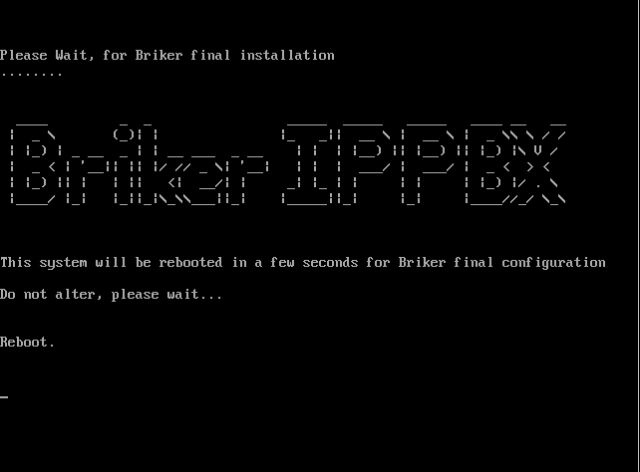 Please Wait, for Briker final installation
........
Briker IPPBX
This system will be rebooted in a few seconds for Briker final configuration
Do not alter, please wait...
Reboot.